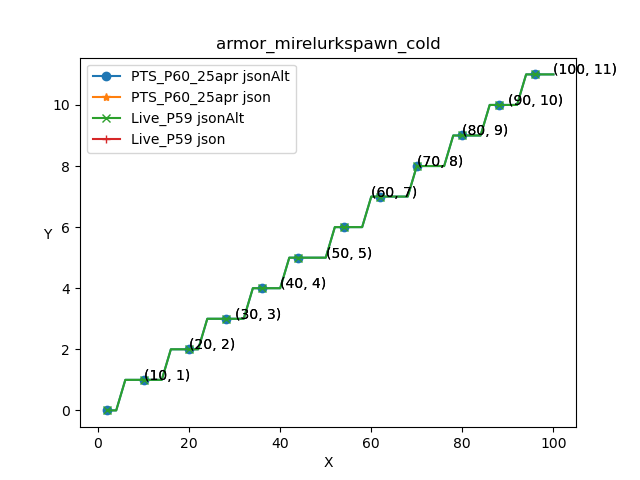 armor_mirelurkspawn_cold
PTS_P60_25apr jsonAlt
PTS_P60_25apr json
Live_P59 jsonAlt
Live_P59 json
(100, 11)
(90, 10)
(80, 9)
(70, 8)
(60, 7)
(50, 5)
(40, 4)
(30, 3)
(20, 2)
(10, 1)
Y
10
8
6
4
2
0
0 20 40 60 80 100
X